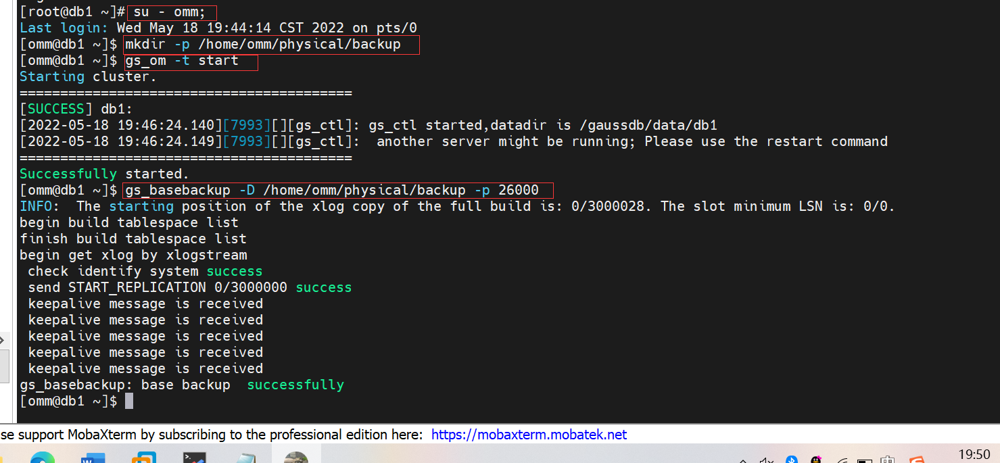 [root@db1 ~]# su - omm;
Last login: Wed May 18 19:44:14 CST 2022 on pts/0
[omm@db1 ~]$ mkdir -p /home/omm/physical/backup
[omm@db1 ~]$ gs_om -t start
Starting cluster.
=========================================
[SUCCESS] db1:
[2022-05-18 19:46:24.140][7993][][gs_ctl]: gs_ctl started,datadir is /gaussdb/data/db1
[2022-05-18 19:46:24.149][7993][][gs_ctl]:  another server might be running; Please use the restart command
=========================================
Successfully started.
[omm@db1 ~]$ gs_basebackup -D /home/omm/physical/backup -p 26000
INFO:  The starting position of the xlog copy of the full build is: 0/3000028. The slot minimum LSN is: 0/0.
begin build tablespace list
finish build tablespace list
begin get xlog by xlogstream
 check identify system success
 send START_REPLICATION 0/3000000 success
 keepalive message is received
 keepalive message is received
 keepalive message is received
 keepalive message is received
 keepalive message is received
gs_basebackup: base backup  successfully
[omm@db1 ~]$
se support MobaXterm by subscribing to the professional edition here: https://mobaxterm.mobatek.net
19:50